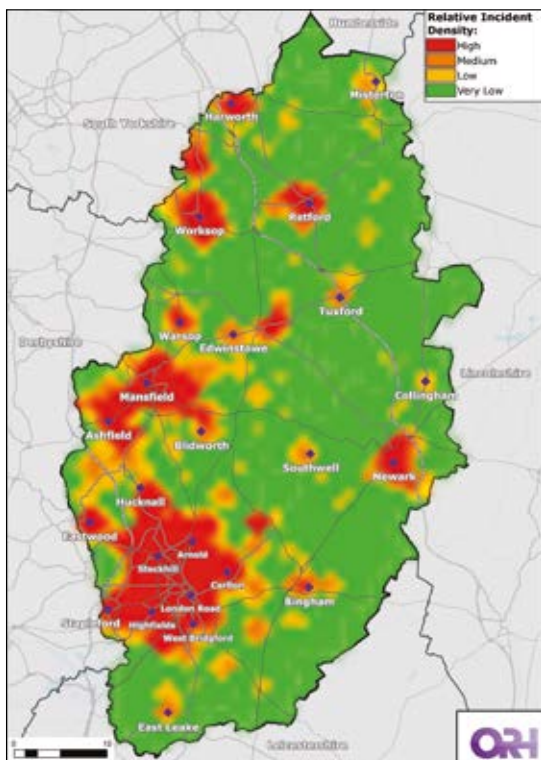 Humberside
Relative Incident
Density:
High
Medium
Low
Very Low
Misterton
Harworth
South Yorkshire
Retford
Worksop
Tuxford
Warsop
Edwinstowe
Derbyshire
Lincolnshire
Collingham
Mansfield
Ashfield
Blidworth
Southwell
Newark
Hucknall
Eastwood
Arnold
Stockhill
Carlton
Bingham
London Road
Stapleford
Highfields
West Bridgford
East Leake
Leicestershire
0
10
ORH